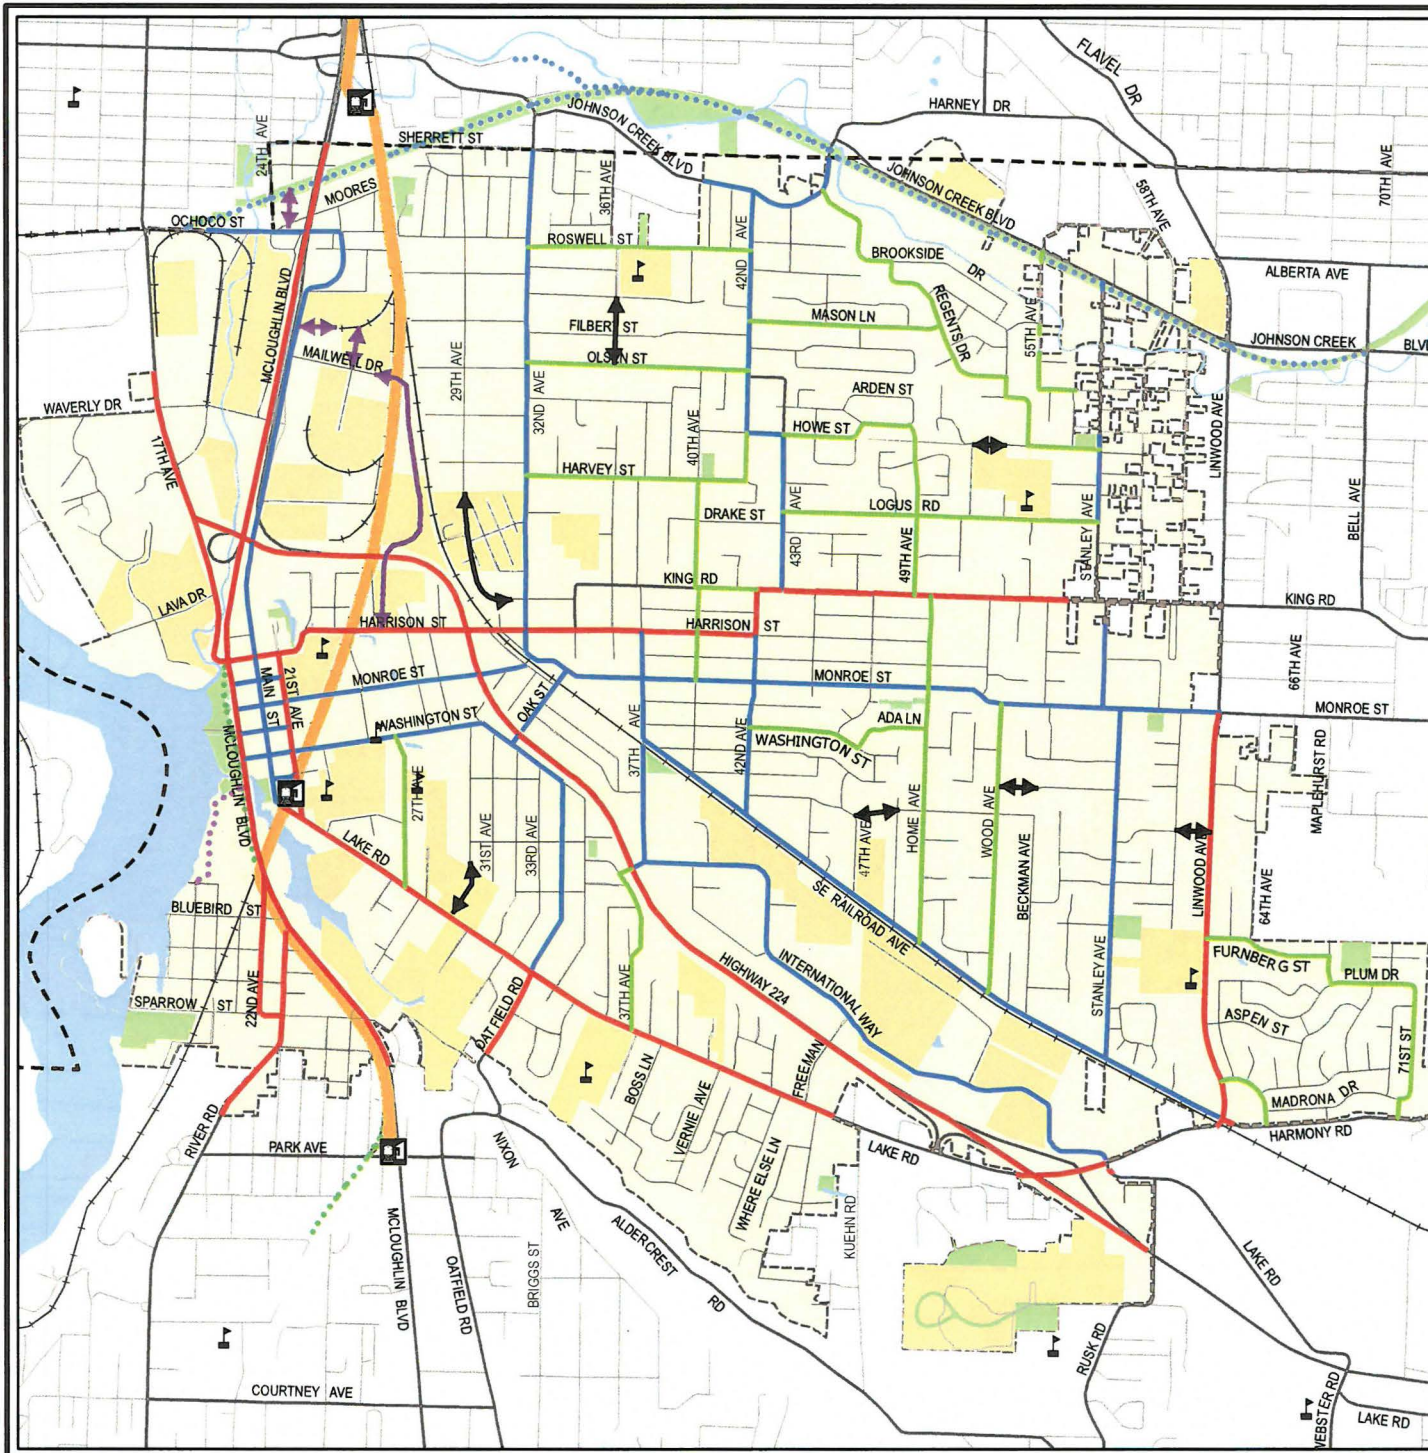 FLAVEL DR
HARNEY DR
JOHNSON CREEK BLVD
24TH AVE
SHERRETT ST
MOORES
36TH AVE
JOHNSON CREEK BLVD
58TH AVE
70TH AVE
OCHOCO ST
ROSWELL ST
42ND AVE
BROOKSIDE DR
ALBERTA AVE
MCLOUGHLIN BLVD
REGENTS DR
55TH AVE
FILBERT ST
MASON LN
JOHNSON CREEK BLVD
MAILWELL DR
29TH AVE
OLSEN ST
32ND AVE
ARDEN ST
WAVERLY DR
17TH AVE
40TH AVE
HOWE ST
LINWOOD AVE
HARVEY ST
BELL AVE
DRAKE ST
43RD AVE
LOGUS RD
49TH AVE
STANLEY AVE
KING RD
LAVA DR
KING RD
HARRISON ST
HARRISON ST
66TH AVE
MAIN ST
21ST AVE
MONROE ST
MONROE ST
OAK ST
MONROE ST
WASHINGTON ST
37TH AVE
42ND AVE
WASHINGTON ST
ADA LN
MCLOUGHLIN BLVD
27TH AVE
31ST AVE
33RD AVE
LAKE RD
47TH AVE
HOME AVE
WOOD AVE
BECKMAN AVE
LINWOOD AVE
64TH AVE
MAPLEHURST RD
BLUEBIRD ST
SE RAILROAD AVE
STANLEY AVE
FURNBERG ST
PLUM DR
22ND AVE
SPARROW ST
OATFIELD RD
37TH AVE
HIGHWAY 224
INTERNATIONAL WAY
ASPEN ST
71ST ST
BOSS LN
VERNIE AVE
FREEMAN
MADRONA DR
HARMONY RD
RIVER RD
PARK AVE
NIXON AVE
WHERE ELSE LN
LAKE RD
KUEHN RD
MCLOUGHLIN BLVD
OATFIELD RD
BRIGGS ST
ALDERCREST RD
LAKE RD
RUSK RD
COURTNEY AVE
WEBSTER RD
LAKE RD